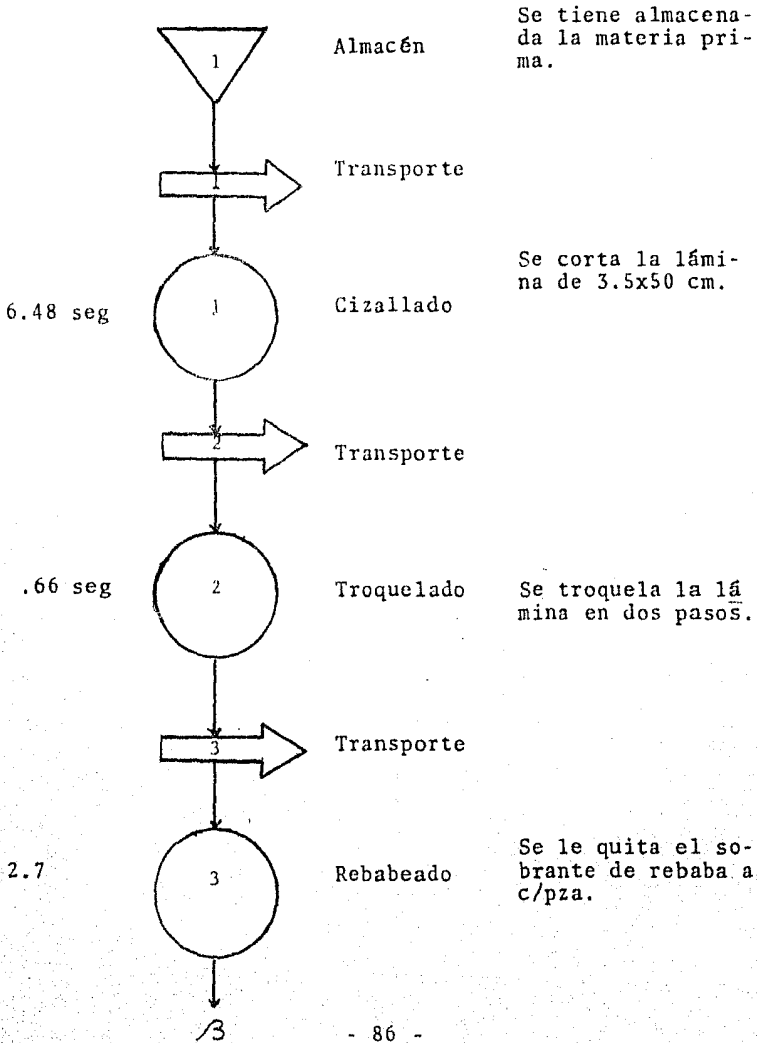 Se tiene almacena-
da la materia pri-
ma.
Almacén
1
Transporte
1
Se corta la lámi-
na de 3.5x50 cm.
6.48 seg
1
Cizallado
2
Transporte
.66 seg
2
Troquelado
Se troquela la lá
mina en dos pasos.
3
Transporte
Se le quita el so-
brante de rebaba a
c/pza.
2.7
3
Rebabeado
β
- 86 -